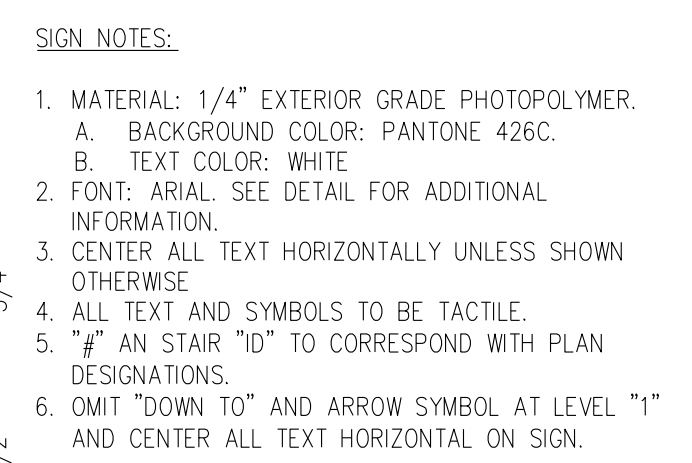 SIGN NOTES:
1. MATERIAL: 1/4" EXTERIOR GRADE PHOTOPOLYMER.
A. BACKGROUND COLOR: PANTONE 426C.
B. TEXT COLOR: WHITE
2. FONT: ARIAL. SEE DETAIL FOR ADDITIONAL
INFORMATION.
3. CENTER ALL TEXT HORIZONTALLY UNLESS SHOWN
OTHERWISE
4. ALL TEXT AND SYMBOLS TO BE TACTILE.
5. "#" AN STAIR "ID" TO CORRESPOND WITH PLAN
DESIGNATIONS.
6. OMIT "DOWN TO" AND ARROW SYMBOL AT LEVEL "1"
AND CENTER ALL TEXT HORIZONTAL ON SIGN.